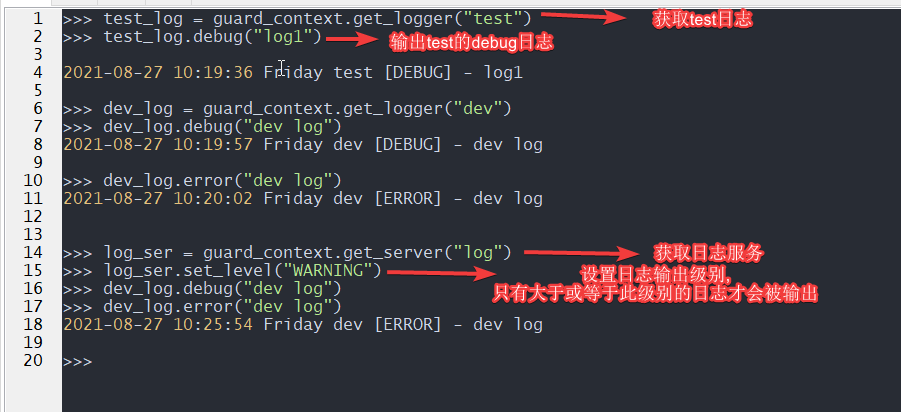 1 >>> test_log = guard_context.get_logger("test") 获取test日志
2 >>> test_log.debug("log1") 输出test的debug日志
3
4 2021-08-27 10:19:36 Friday test [DEBUG] - log1
5
6 >>> dev_log = guard_context.get_logger("dev")
7 >>> dev_log.debug("dev log")
8 2021-08-27 10:19:57 Friday dev [DEBUG] - dev log
9
10 >>> dev_log.error("dev log")
11 2021-08-27 10:20:02 Friday dev [ERROR] - dev log
12
13
14 >>> log_ser = guard_context.get_server("log") 获取日志服务
15 >>> log_ser.set_level("WARNING") 设置日志输出级别,
16 >>> dev_log.debug("dev log") 只有大于或等于此级别的日志才会被输出
17 >>> dev_log.error("dev log")
18 2021-08-27 10:25:54 Friday dev [ERROR] - dev log
19
20 >>>